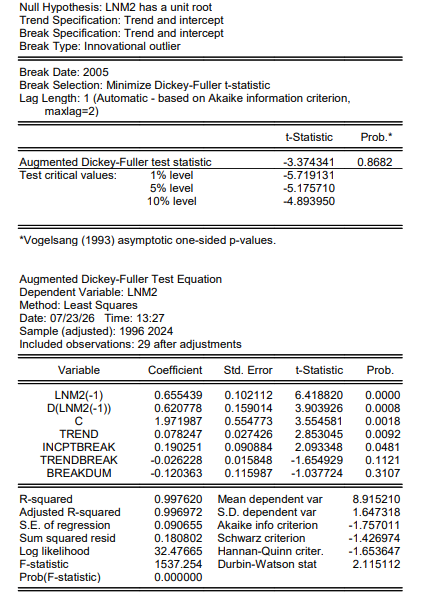 Null Hypothesis: LNM2 has a unit root
Trend Specification: Trend and intercept
Break Specification: Trend and intercept
Break Type: Innovational outlier
Break Date: 2005
Break Selection: Minimize Dickey-Fuller t-statistic
Lag Length: 1 (Automatic - based on Akaike information criterion,
maxlag=2)
t-Statistic Prob.*
Augmented Dickey-Fuller test statistic -3.374341 0.8682
Test critical values: 1% level -5.719131
5% level -5.175710
10% level -4.893950
*Vogelsang (1993) asymptotic one-sided p-values.
Augmented Dickey-Fuller Test Equation
Dependent Variable: LNM2
Method: Least Squares
Date: 07/23/26 Time: 13:27
Sample (adjusted): 1996 2024
Included observations: 29 after adjustments
Variable Coefficient Std. Error t-Statistic Prob.
LNM2(-1) 0.655439 0.102112 6.418820 0.0000
D(LNM2(-1)) 0.620778 0.159014 3.903926 0.0008
C 1.971987 0.554773 3.554581 0.0018
TREND 0.078247 0.027426 2.853045 0.0092
INCPTBREAK 0.190251 0.090884 2.093348 0.0481
TRENDBREAK -0.026228 0.015848 -1.654929 0.1121
BREAKDUM -0.120363 0.115987 -1.037724 0.3107
R-squared 0.997620 Mean dependent var 8.915210
Adjusted R-squared 0.996972 S.D. dependent var 1.647318
S.E. of regression 0.090655 Akaike info criterion -1.757011
Sum squared resid 0.180802 Schwarz criterion -1.426974
Log likelihood 32.47665 Hannan-Quinn criter. -1.653647
F-statistic 1537.254 Durbin-Watson stat 2.115112
Prob(F-statistic) 0.000000